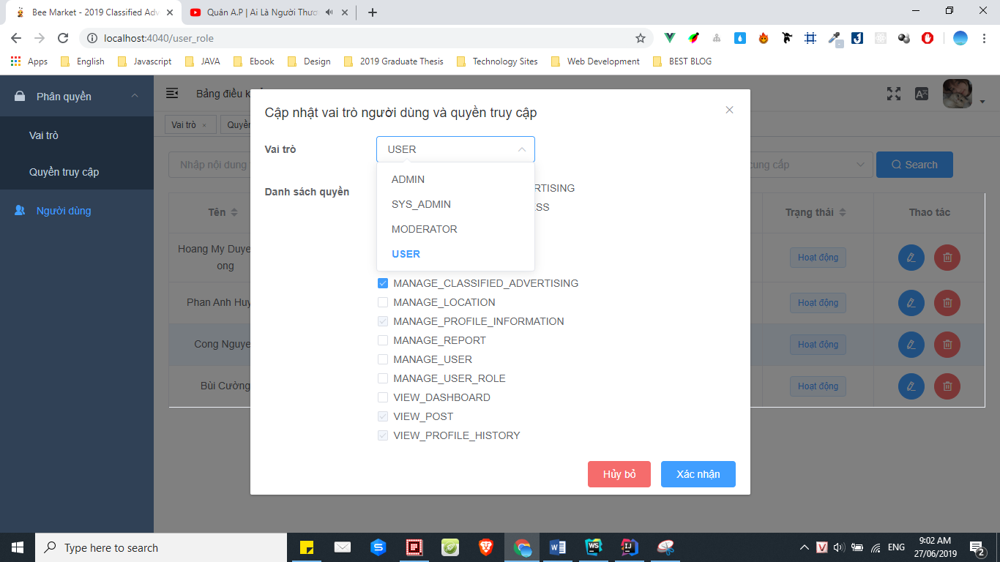 Bee Market - 2019 Classified Adv
Quân A.P | Ai Là Người Thươ
localhost:4040/user_role
Apps English Javascript JAVA Ebook Design 2019 Graduate Thesis Technology Sites Web Development BEST BLOG
Phân quyền
Vai trò
Quyền truy cập
Người dùng
Bảng điều
Vai trò ×
Quyền
Nhập nội dung
cung cấp
Search
Tên
Trạng thái
Thao tác
Hoang My Duye
ong
Hoạt động
Phan Anh Huy
Hoạt động
Cong Nguye
Hoạt động
Bùi Cường
Hoạt động
Cập nhật vai trò người dùng và quyền truy cập
Vai trò
USER
ADMIN
SYS_ADMIN
MODERATOR
USER
Danh sách quyền
RTISING
ESS
MANAGE_CLASSIFIED_ADVERTISING
MANAGE_LOCATION
MANAGE_PROFILE_INFORMATION
MANAGE_REPORT
MANAGE_USER
MANAGE_USER_ROLE
VIEW_DASHBOARD
VIEW_POST
VIEW_PROFILE_HISTORY
Hủy bỏ
Xác nhận
Type here to search
ENG
9:02 AM
27/06/2019
2